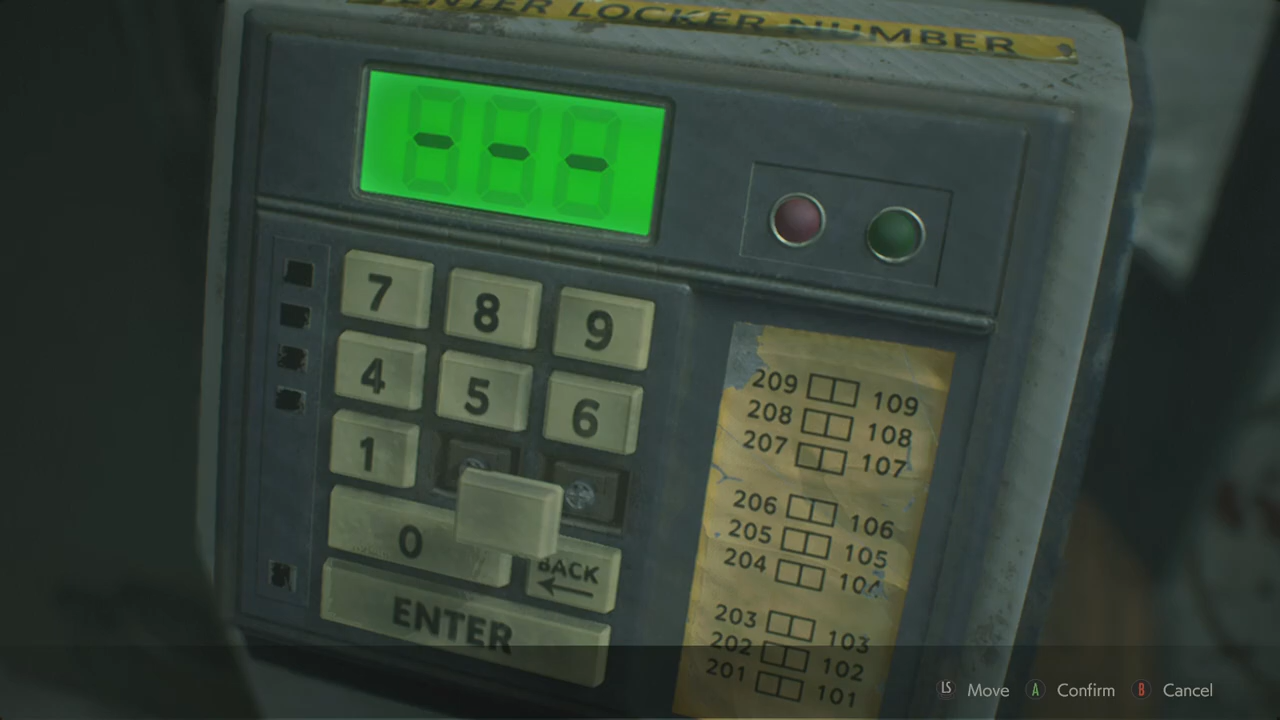 ENTER LOCKER NUMBER
7 8 9
4 5 6
1
0 BACK
ENTER
209 109
208 108
207 107
206 106
205 105
204 104
203 103
202 102
201 101
LS Move A Confirm B Cancel